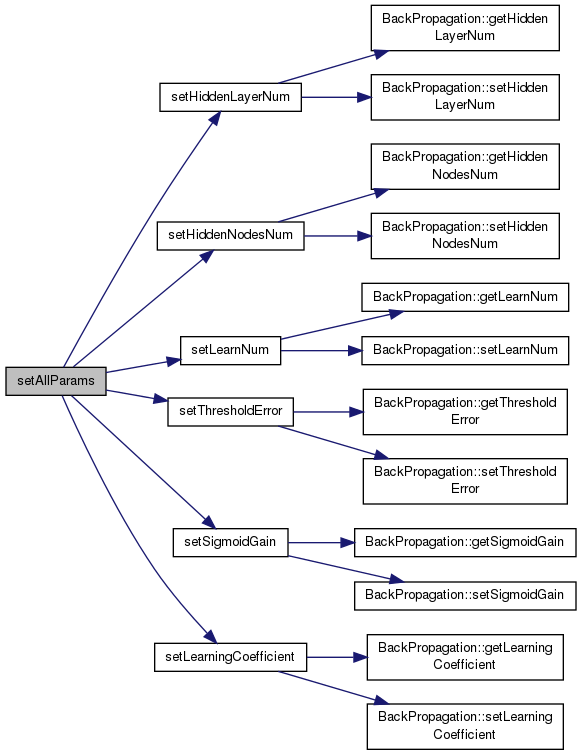 BackPropagation::getHidden
LayerNum
setHiddenLayerNum
BackPropagation::setHidden
LayerNum
BackPropagation::getHidden
NodesNum
setHiddenNodesNum
BackPropagation::setHidden
NodesNum
BackPropagation::getLearnNum
setLearnNum
BackPropagation::setLearnNum
setAllParams
setThresholdError
BackPropagation::getThreshold
Error
BackPropagation::setThreshold
Error
setSigmoidGain
BackPropagation::getSigmoidGain
BackPropagation::setSigmoidGain
setLearningCoefficient
BackPropagation::getLearning
Coefficient
BackPropagation::setLearning
Coefficient